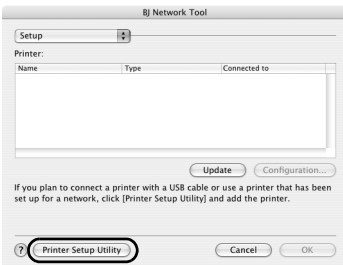 BJ Network Tool
Setup
Printer:
Name Type Connected to
Update Configuration...
If you plan to connect a printer with a USB cable or use a printer that has been
set up for a network, click [Printer Setup Utility] and add the printer.
? Printer Setup Utility Cancel OK